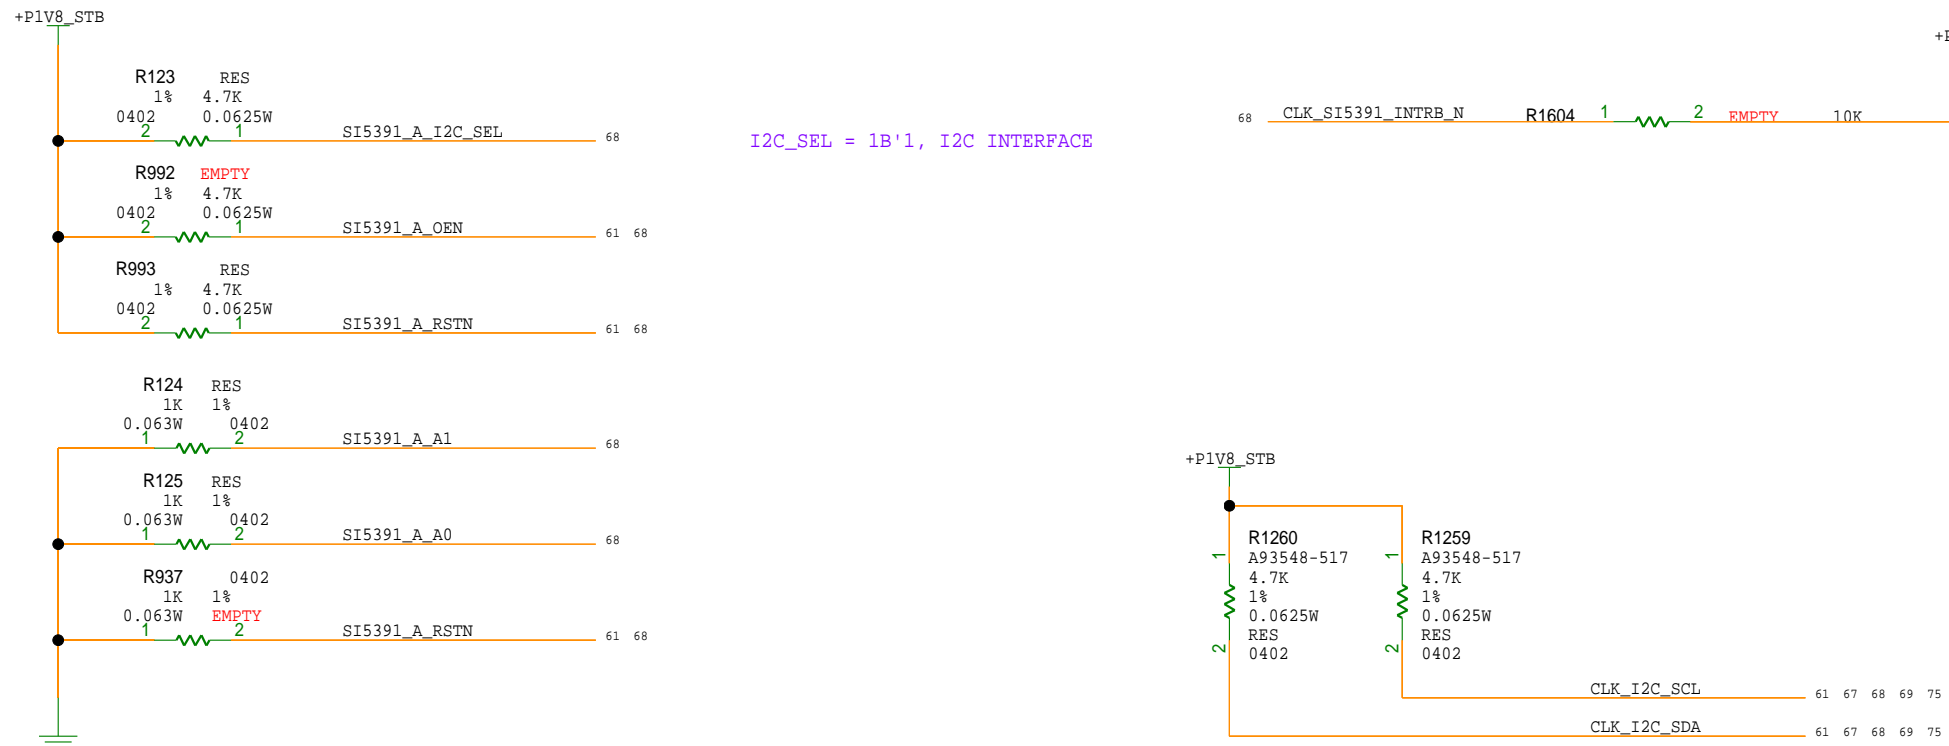 +P1V8_STB
R123 RES
1% 4.7K
0402 0.0625W
2 1 SI5391_A_I2C_SEL 68
R992 EMPTY
1% 4.7K
0402 0.0625W
2 1 SI5391_A_OEN 61 68
R993 RES
1% 4.7K
0402 0.0625W
2 1 SI5391_A_RSTN 61 68
R124 RES
1K 1%
0.063W 0402
1 2 SI5391_A_A1 68
R125 RES
1K 1%
0.063W 0402
1 2 SI5391_A_A0 68
R937 0402
1K 1%
0.063W EMPTY
1 2 SI5391_A_RSTN 61 68
I2C_SEL = 1B'1, I2C INTERFACE
+P
68 CLK_SI5391_INTRB_N R1604 1 2 EMPTY 10K
+P1V8_STB
R1260
1 A93548-517
4.7K
1%
0.0625W
RES
2 0402
R1259
1 A93548-517
4.7K
1%
0.0625W
RES
2 0402
CLK_I2C_SCL 61 67 68 69 75
CLK_I2C_SDA 61 67 68 69 75